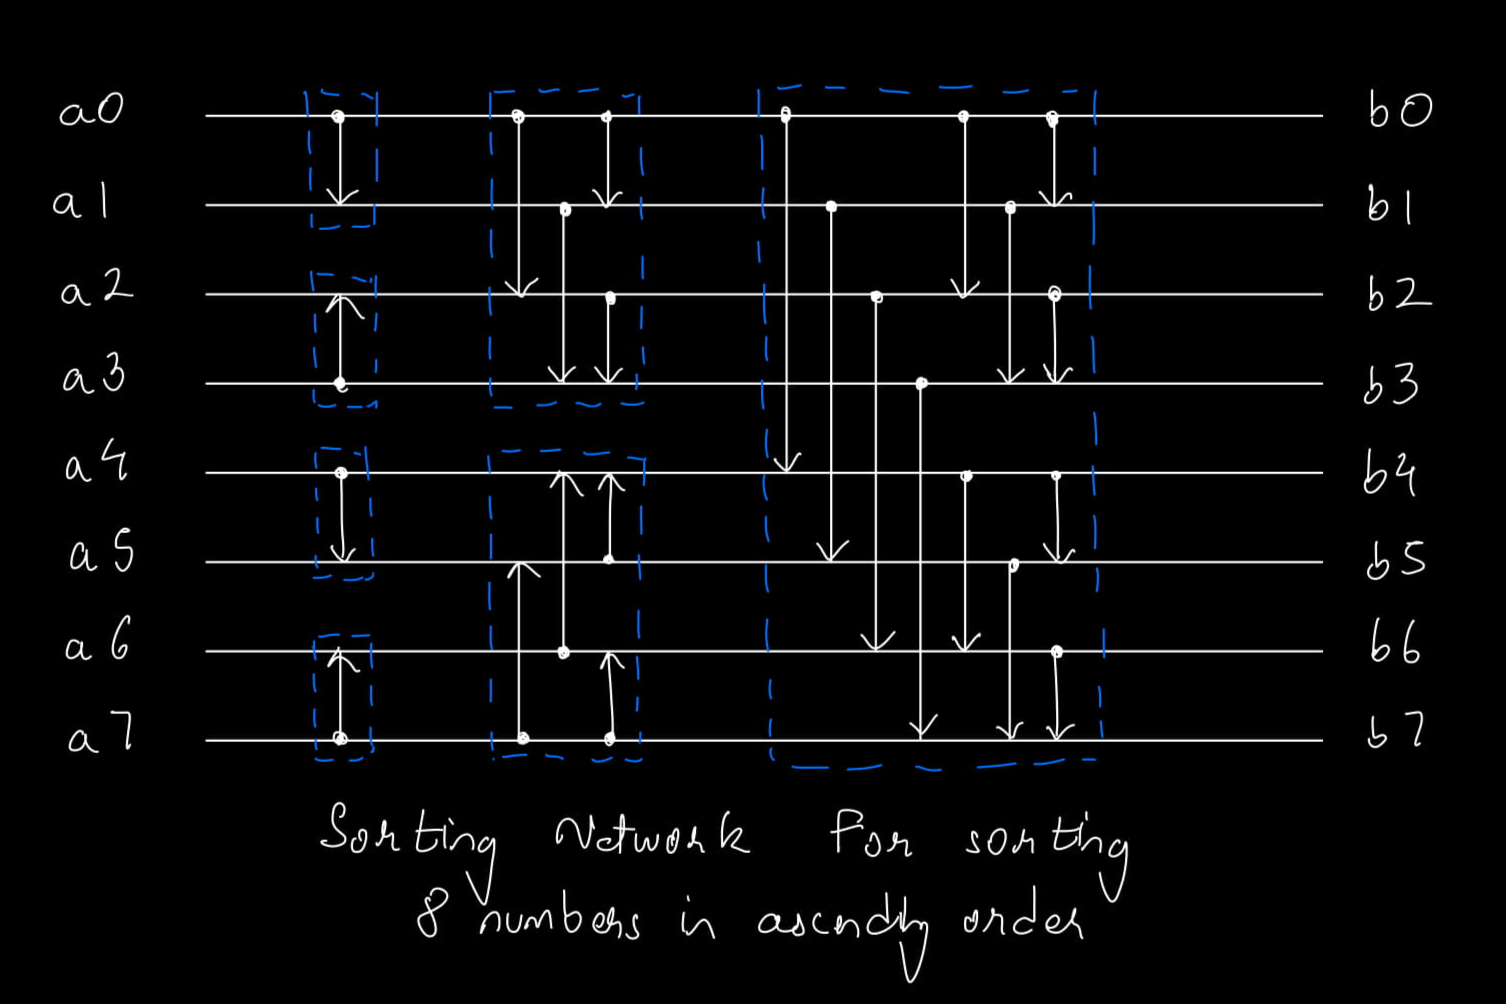 a0 b0
a1 b1
a2 b2
a3 b3
a4 b4
a5 b5
a6 b6
a7 b7
Sorting Network For sorting
8 numbers in ascndly order